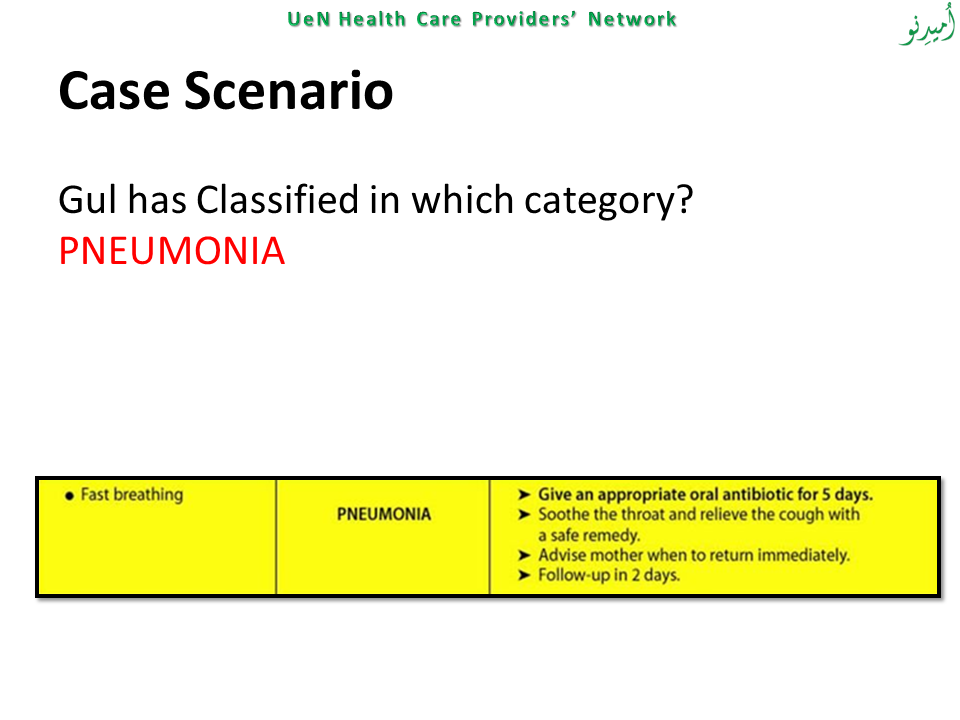 UeN Health Care Providers’ Network
اُمیدِنو
Case Scenario
Gul has Classified in which category?
PNEUMONIA
● Fast breathing
PNEUMONIA
➤ Give an appropriate oral antibiotic for 5 days.
➤ Soothe the throat and relieve the cough with
a safe remedy.
➤ Advise mother when to return immediately.
➤ Follow-up in 2 days.